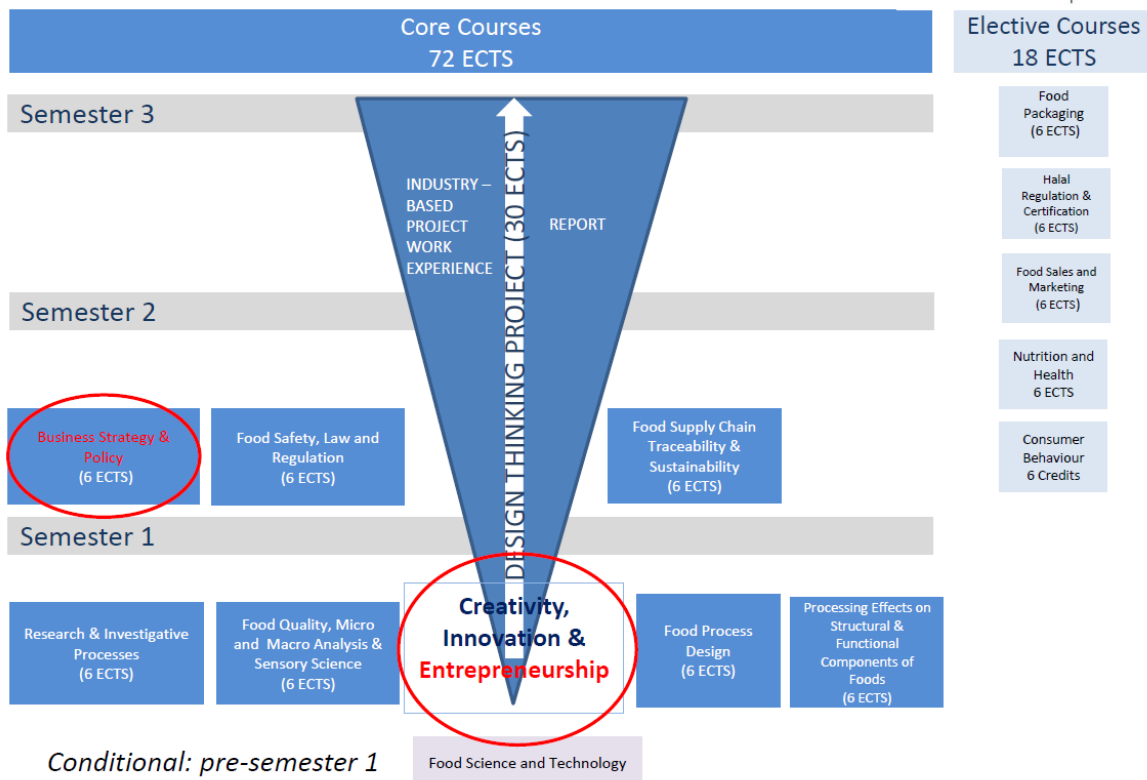 Core Courses
72 ECTS
Elective Courses
18 ECTS
Semester 3
Food
Packaging
(6 ECTS)
Halal
Regulation &
Certification
(6 ECTS)
Food Sales and
Marketing
(6 ECTS)
Nutrition and
Health
6 ECTS
Consumer
Behaviour
6 Credits
INDUSTRY –
BASED
PROJECT
WORK
EXPERIENCE
DESIGN THINKING PROJECT (30 ECTS)
REPORT
Semester 2
Business Strategy &
Policy
(6 ECTS)
Food Safety, Law and
Regulation
(6 ECTS)
Food Supply Chain
Traceability &
Sustainability
(6 ECTS)
Semester 1
Research & Investigative
Processes
(6 ECTS)
Food Quality, Micro
and Macro Analysis &
Sensory Science
(6 ECTS)
Creativity,
Innovation &
Entrepreneurship
Food Process
Design
(6 ECTS)
Processing Effects on
Structural &
Functional
Components of
Foods
(6 ECTS)
Conditional: pre-semester 1
Food Science and Technology